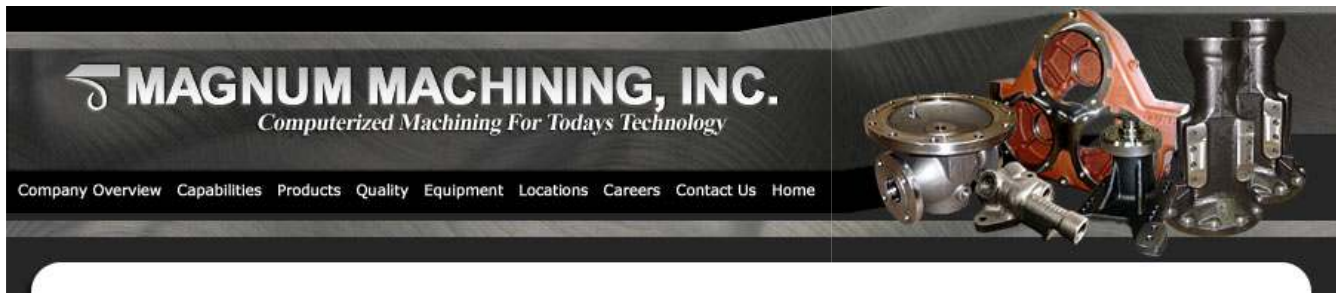 MAGNUM MACHINING, INC.
Computerized Machining For Todays Technology
Company Overview Capabilities Products Quality Equipment Locations Careers Contact Us Home